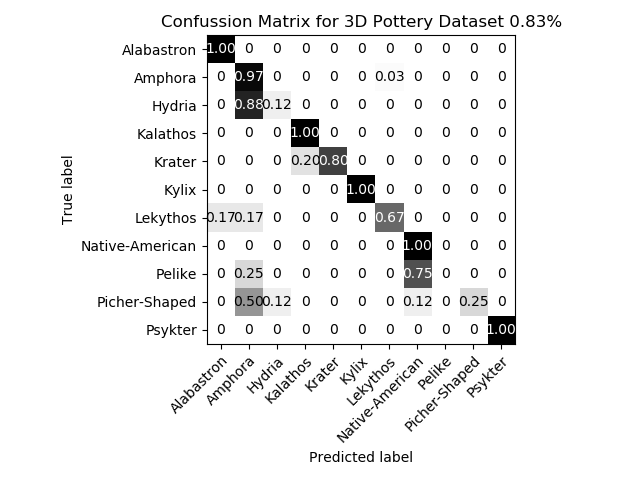 Confussion Matrix for 3D Pottery Dataset 0.83%
True label
Alabastron 1.00 0 0 0 0 0 0 0 0 0 0
Amphora 0 0.97 0 0 0 0 0.03 0 0 0 0
Hydria 0 0.88 0.12 0 0 0 0 0 0 0 0
Kalathos 0 0 0 1.00 0 0 0 0 0 0 0
Krater 0 0 0 0.20 0.80 0 0 0 0 0 0
Kylix 0 0 0 0 0 1.00 0 0 0 0 0
Lekythos 0.17 0.17 0 0 0 0 0.67 0 0 0 0
Native-American 0 0 0 0 0 0 0 1.00 0 0 0
Pelike 0 0.25 0 0 0 0 0 0.75 0 0 0
Picher-Shaped 0 0.50 0.12 0 0 0 0 0.12 0 0.25 0
Psykter 0 0 0 0 0 0 0 0 0 0 1.00
Alabastron Amphora Hydria Kalathos Krater Kylix Lekythos Native-American Pelike Picher-Shaped Psykter
Predicted label